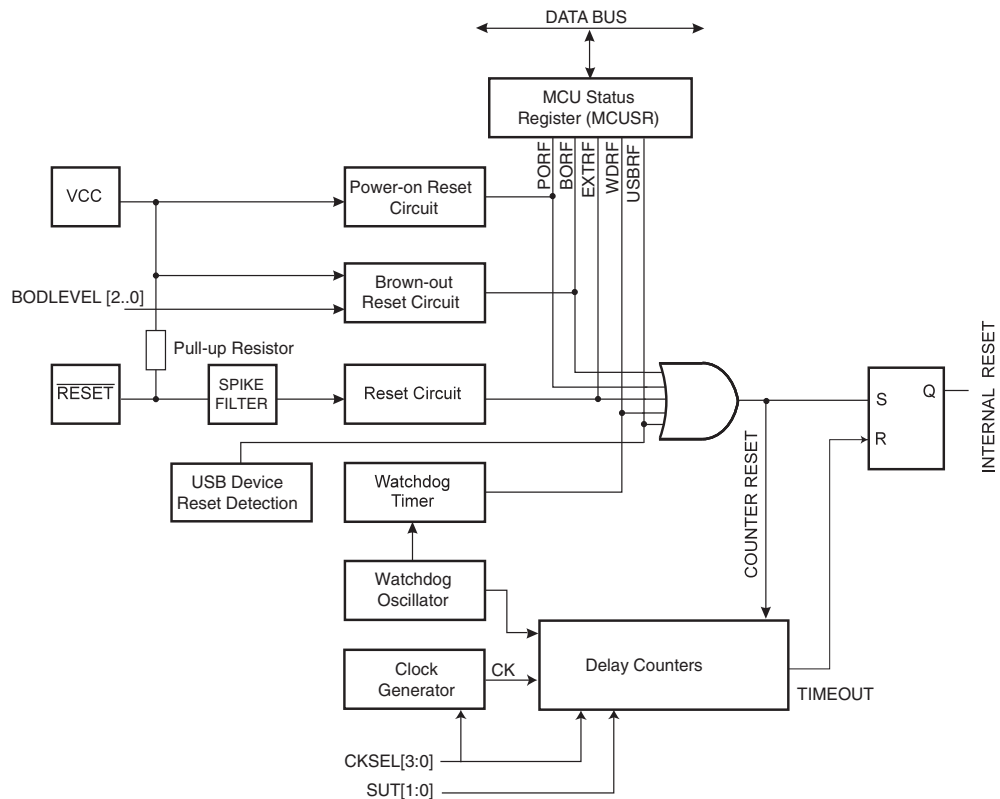 DATA BUS
MCU Status
Register (MCUSR)
PORF
BORF
EXTRF
WDRF
USBRF
VCC
Power-on Reset
Circuit
BODLEVEL [2..0]
Brown-out
Reset Circuit
Pull-up Resistor
RESET
SPIKE
FILTER
Reset Circuit
S
Q
R
INTERNAL RESET
USB Device
Reset Detection
Watchdog
Timer
COUNTER RESET
Watchdog
Oscillator
Clock
Generator
CK
Delay Counters
TIMEOUT
CKSEL[3:0]
SUT[1:0]